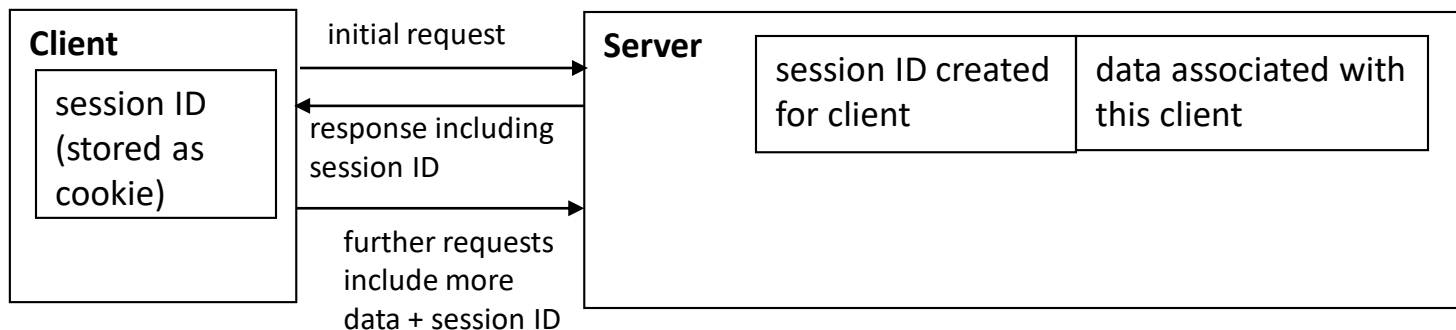 Client
session ID
(stored as
cookie)
initial request
response including
session ID
further requests
include more
data + session ID
Server
session ID created
for client
data associated with
this client